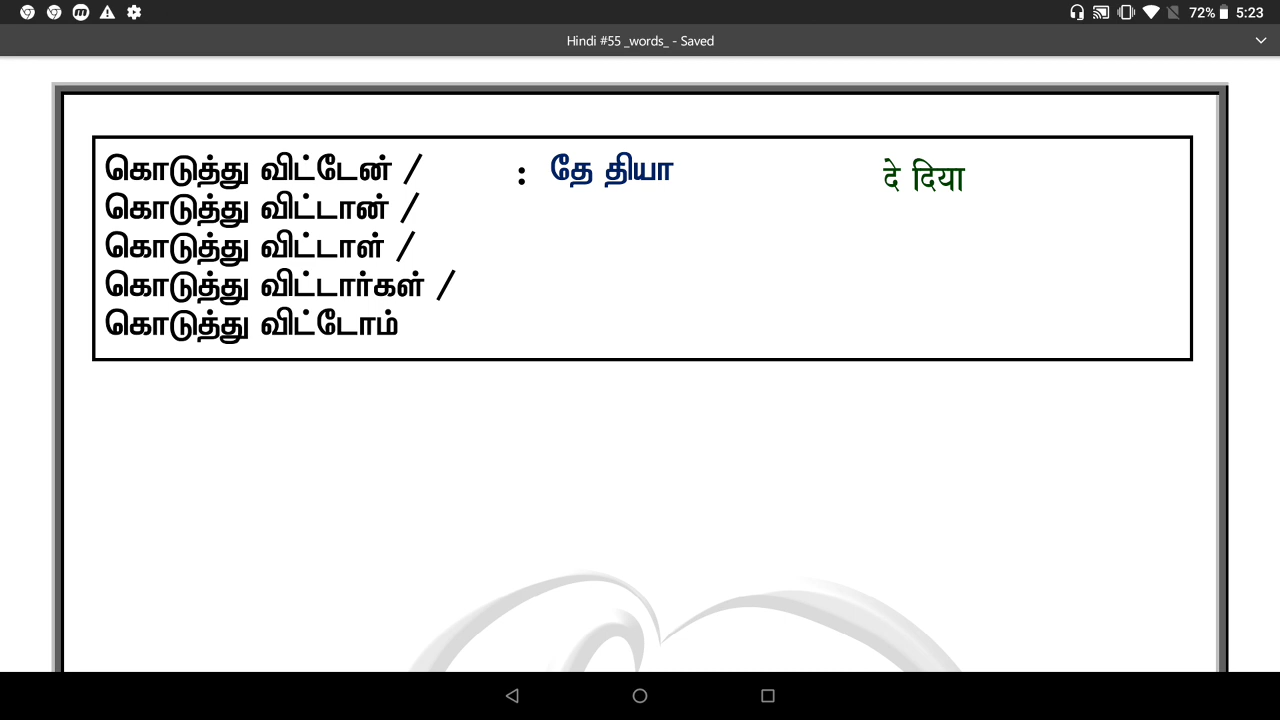 72% 5:23
Hindi #55 _words_ - Saved
கொடுத்து விட்டேன் / : தே தியா दे दिया
கொடுத்து விட்டான் /
கொடுத்து விட்டாள் /
கொடுத்து விட்டார்கள் /
கொடுத்து விட்டோம்